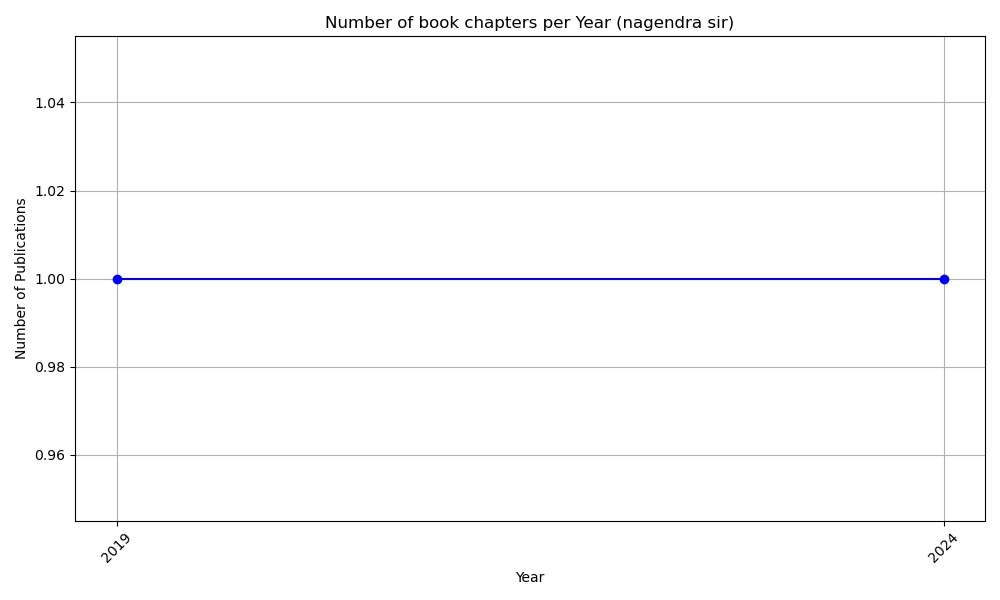 Number of book chapters per Year (nagendra sir)
1.04
1.02
1.00
0.98
0.96
Number of Publications
2019
2024
Year